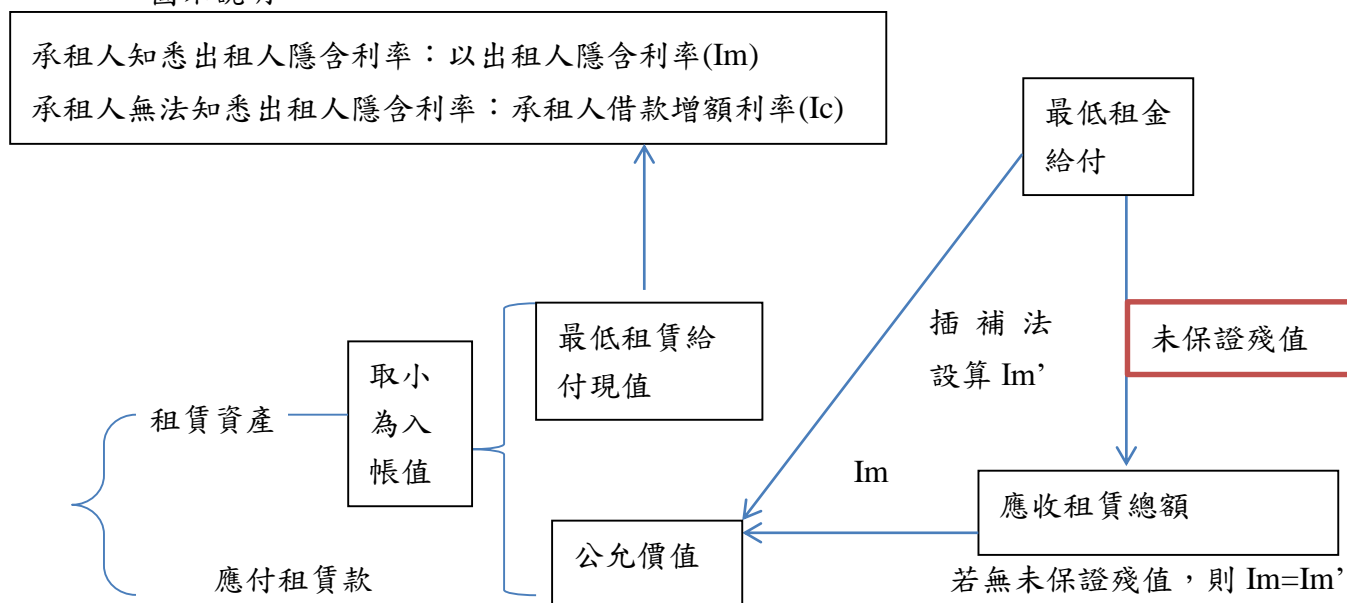 承租人知悉出租人隱含利率：以出租人隱含利率(Im)
承租人無法知悉出租人隱含利率：承租人借款增額利率(Ic)
最低租金
給付
插補法
設算 Im’
未保證殘值
最低租賃給
付現值
取小
為入
帳值
租賃資產
Im
應收租賃總額
公允價值
應付租賃款
若無未保證殘值，則 Im=Im’